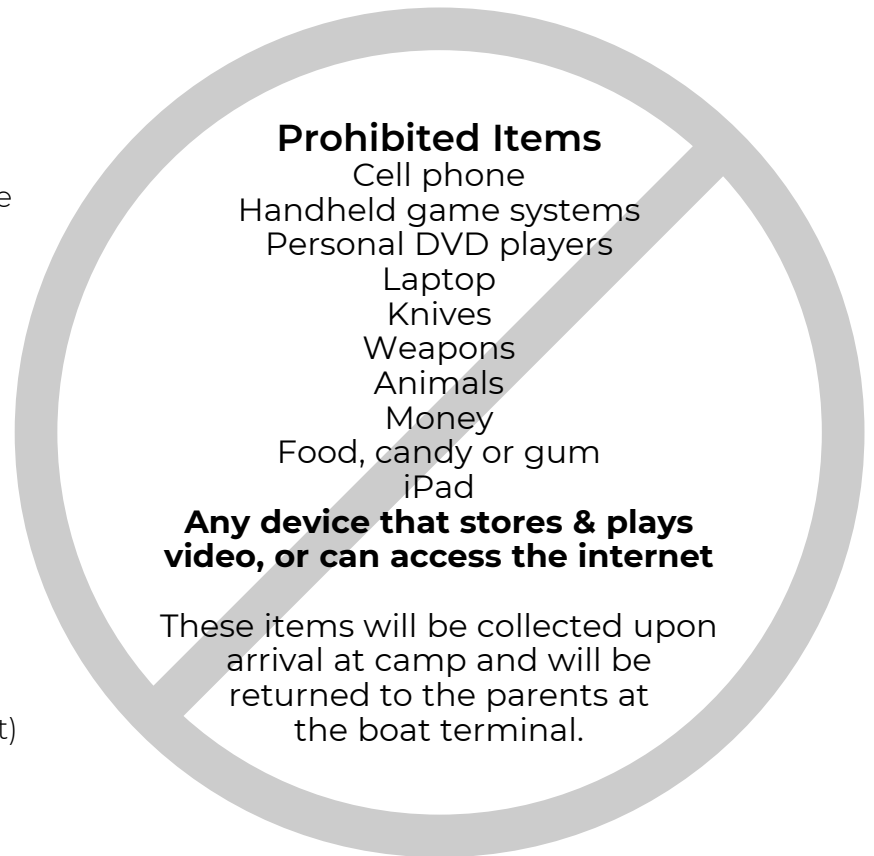 Prohibited Items
Cell phone
e
Handheld game systems
Personal DVD players
Laptop
Knives
Weapons
Animals
Money
Food, candy or gum
iPad
Any device that stores & plays
video, or can access the internet
These items will be collected upon
arrival at camp and will be
returned to the parents at
t)
the boat terminal.